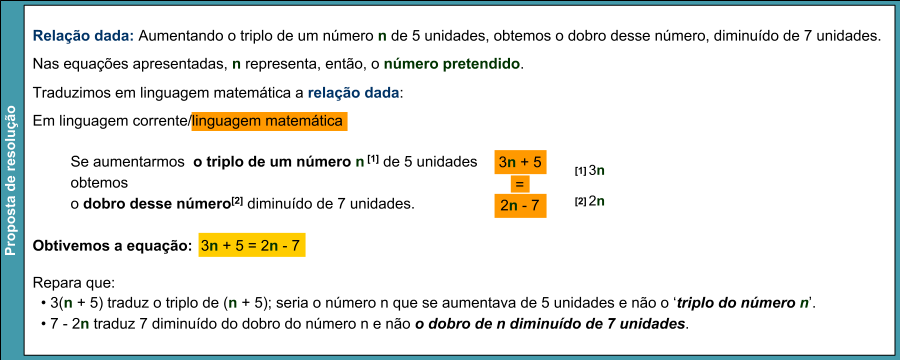 Proposta de resolução
Relação dada: Aumentando o triplo de um número n de 5 unidades, obtemos o dobro desse número, diminuído de 7 unidades.
Nas equações apresentadas, n representa, então, o número pretendido.
Traduzimos em linguagem matemática a relação dada:
Em linguagem corrente/linguagem matemática
Se aumentarmos o triplo de um número n [1] de 5 unidades
obtemos
o dobro desse número[2] diminuído de 7 unidades.
3n + 5
=
2n - 7
[1] 3n
[2] 2n
Obtivemos a equação: 3n + 5 = 2n - 7
Repara que:
• 3(n + 5) traduz o triplo de (n + 5); seria o número n que se aumentava de 5 unidades e não o ‘triplo do número n’.
• 7 - 2n traduz 7 diminuído do dobro do número n e não o dobro de n diminuído de 7 unidades.